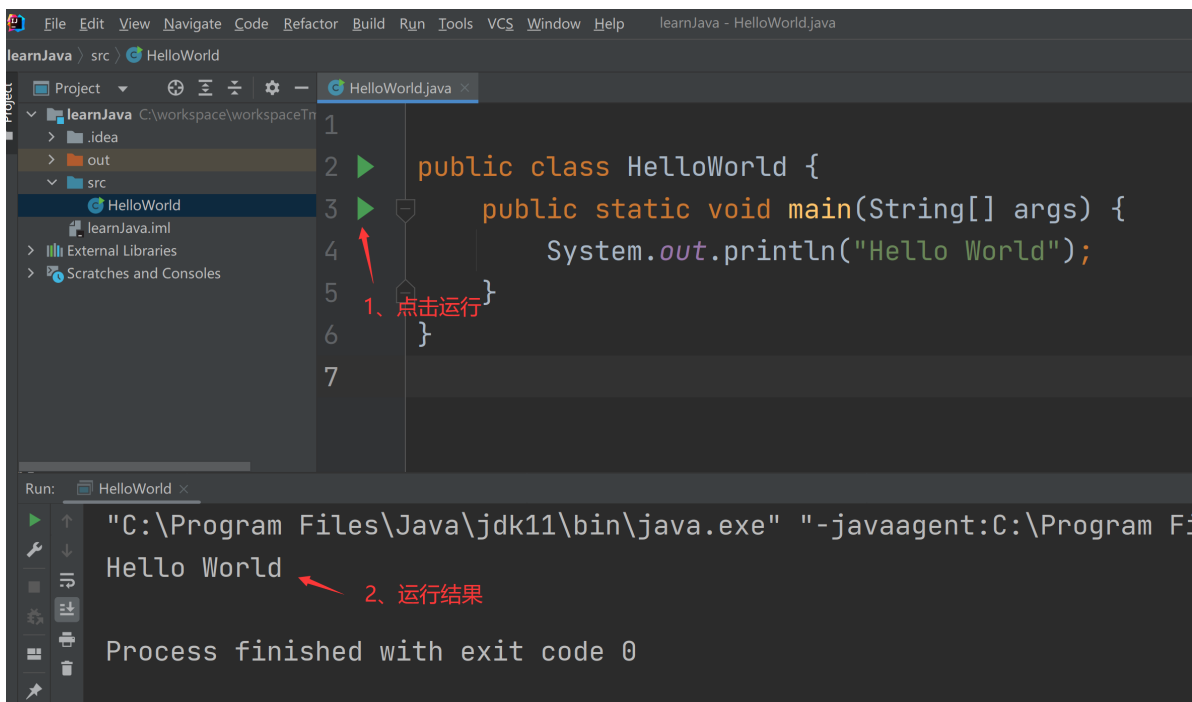 File Edit View Navigate Code Refactor Build Run Tools VCS Window Help learnJava - HelloWorld.java
learnJava src HelloWorld
Project
Project
HelloWorld.java
learnJava C:\workspace\workspaceTm
.idea
out
src
HelloWorld
learnJava.iml
External Libraries
Scratches and Consoles
1
2 public class HelloWorld {
3 public static void main(String[] args) {
4 System.out.println("Hello World");
5 }
1、点击运行
6 }
7
Run: HelloWorld
"C:\Program Files\Java\jdk11\bin\java.exe" "-javaagent:C:\Program Fi
Hello World
2、运行结果
Process finished with exit code 0